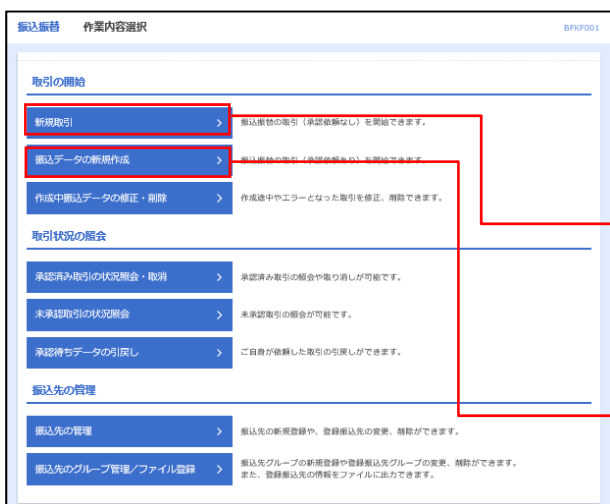 振込振替 作業内容選択 BFKF001
取引の開始
新規取引 振込振替の取引（承認依頼なし）を開始できます。
振込データの新規作成 振込振替の取引（承認依頼あり）を開始できます。
作成中振込データの修正・削除 作成途中やエラーとなった取引を修正、削除できます。
取引状況の照会
承認済み取引の状況照会・取消 承認済み取引の照会や取り消しが可能です。
未承認取引の状況照会 未承認取引の照会が可能です。
承認待ちデータの引戻し ご自身が依頼した取引の引戻しができます。
振込先の管理
振込先の管理 振込先の新規登録や、登録振込先の変更、削除ができます。
振込先のグループ管理／ファイル登録 振込先グループの新規登録や登録振込先グループの変更、削除ができます。
また、登録振込先の情報をファイルに出力できます。